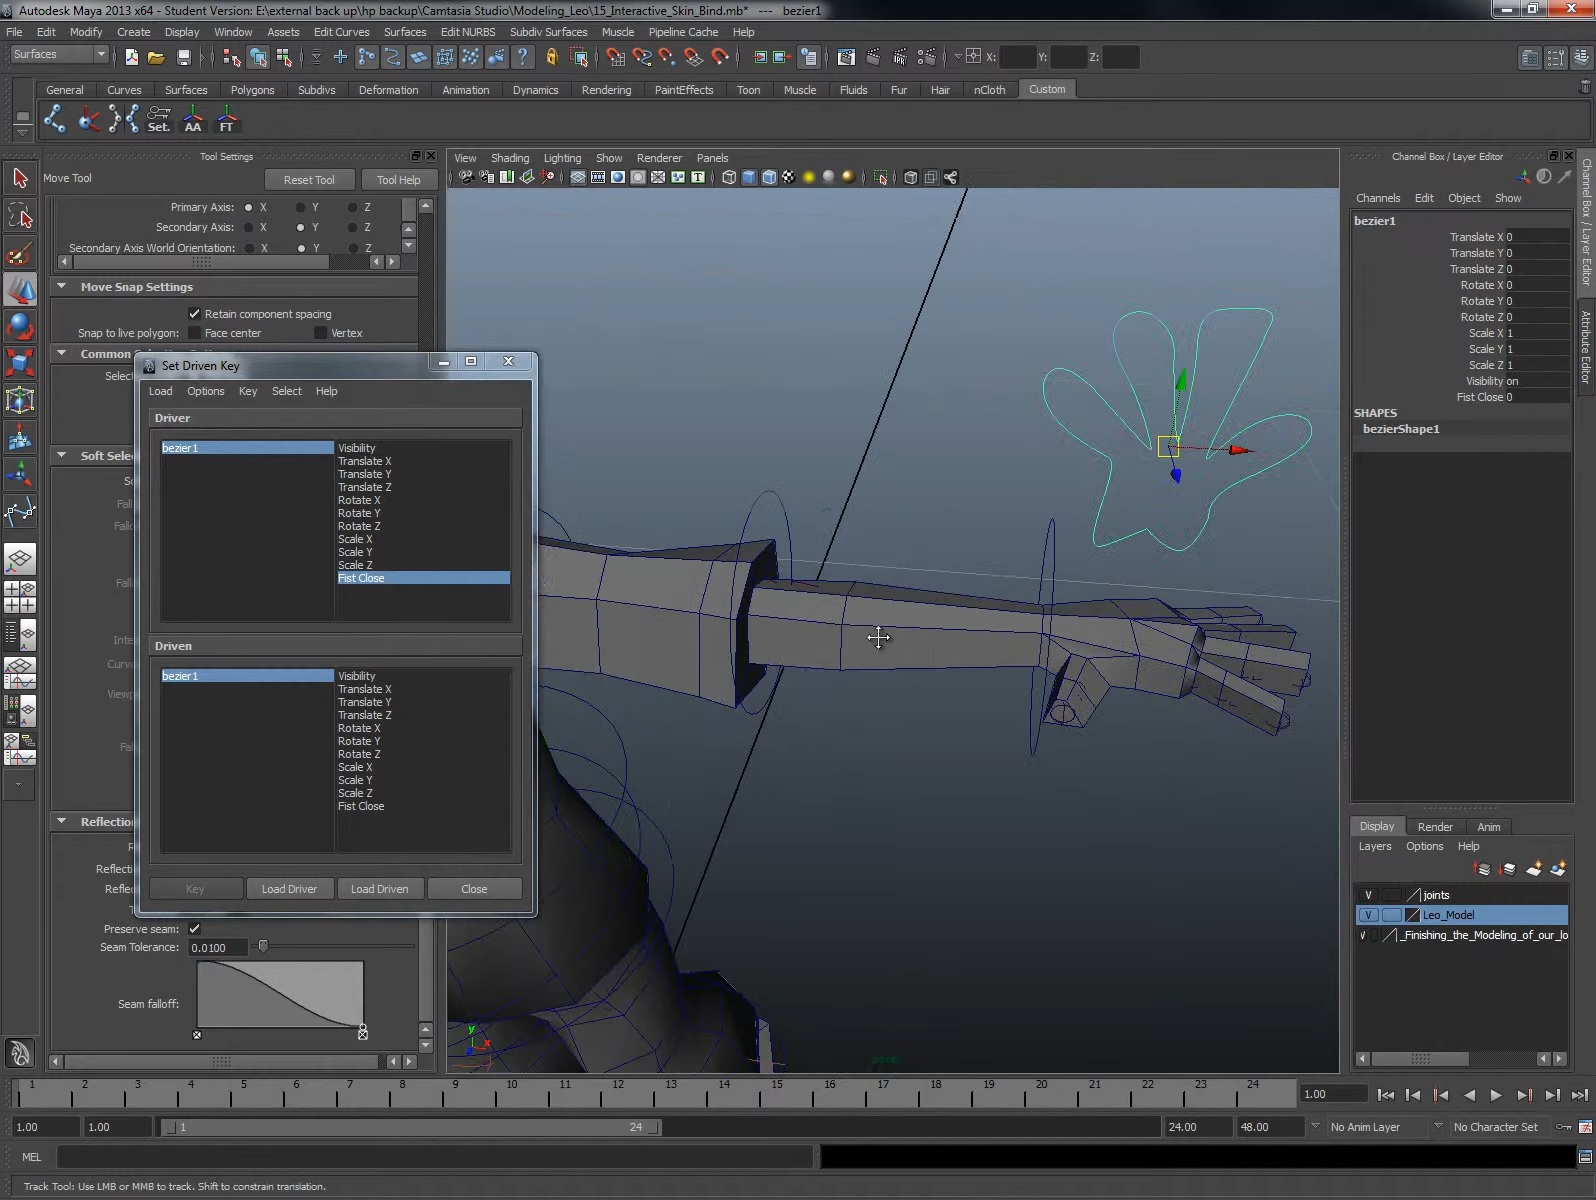 Autodesk Maya 2013 x64 - Student Version: E:\external back up\hp backup\Camtasia Studio\Modeling_Leo\15_Interactive_Skin_Bind.mb* --- bezier1
File Edit Modify Create Display Window Assets Edit Curves Surfaces Edit NURBS Subdiv Surfaces Muscle Pipeline Cache Help
Surfaces X: Y: Z:
General Curves Surfaces Polygons Subdivs Deformation Animation Dynamics Rendering PaintEffects Toon Muscle Fluids Fur Hair nCloth Custom
Set. AA FT
Tool Settings
Move Tool Reset Tool Tool Help
Primary Axis: X Y Z
Secondary Axis: X Y Z
Secondary Axis World Orientation: X Y Z
Move Snap Settings
Retain component spacing
Snap to live polygon: Face center Vertex
Set Driven Key
Load Options Key Select Help
Driver
bezier1
Visibility
Translate X
Translate Y
Translate Z
Rotate X
Rotate Y
Rotate Z
Scale X
Scale Y
Scale Z
Fist Close
Driven
bezier1
Visibility
Translate X
Translate Y
Translate Z
Rotate X
Rotate Y
Rotate Z
Scale X
Scale Y
Scale Z
Fist Close
Key Load Driver Load Driven Close
Preserve seam:
Seam Tolerance: 0.0100
Seam falloff:
View Shading Lighting Show Renderer Panels
y
x
z
Channel Box / Layer Editor
Channels Edit Object Show
bezier1
Translate X 0
Translate Y 0
Translate Z 0
Rotate X 0
Rotate Y 0
Rotate Z 0
Scale X 1
Scale Y 1
Scale Z 1
Visibility on
Fist Close 0
SHAPES
bezierShape1
Channel Box / Layer Editor
Attribute Editor
Display Render Anim
Layers Options Help
V joints
V Leo_Model
V _Finishing_the_Modeling_of_our_lo
1 2 3 4 5 6 7 8 9 10 11 12 13 14 15 16 17 18 19 20 21 22 23 24 1.00
1.00 1.00 1 24 24.00 48.00 No Anim Layer No Character Set
MEL
Track Tool: Use LMB or MMB to track. Shift to constrain translation.